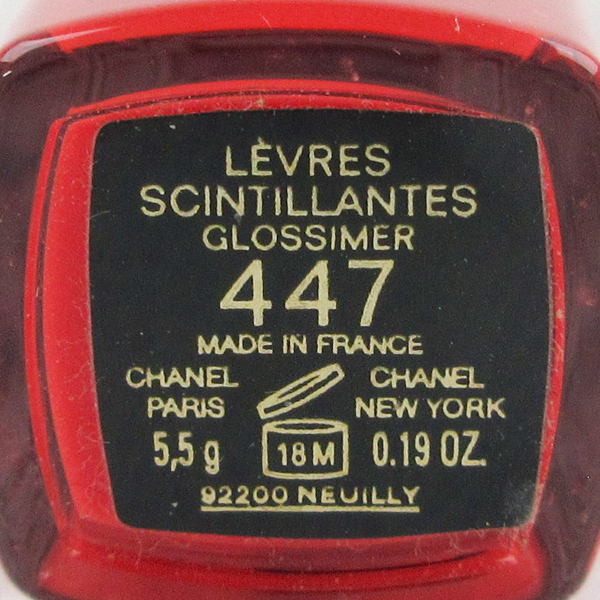 LÈVRES
SCINTILLANTES
GLOSSIMER
447
MADE IN FRANCE
CHANEL CHANEL
PARIS NEW YORK
5,5 g 18 M 0.19 OZ.
92200 NEUILLY